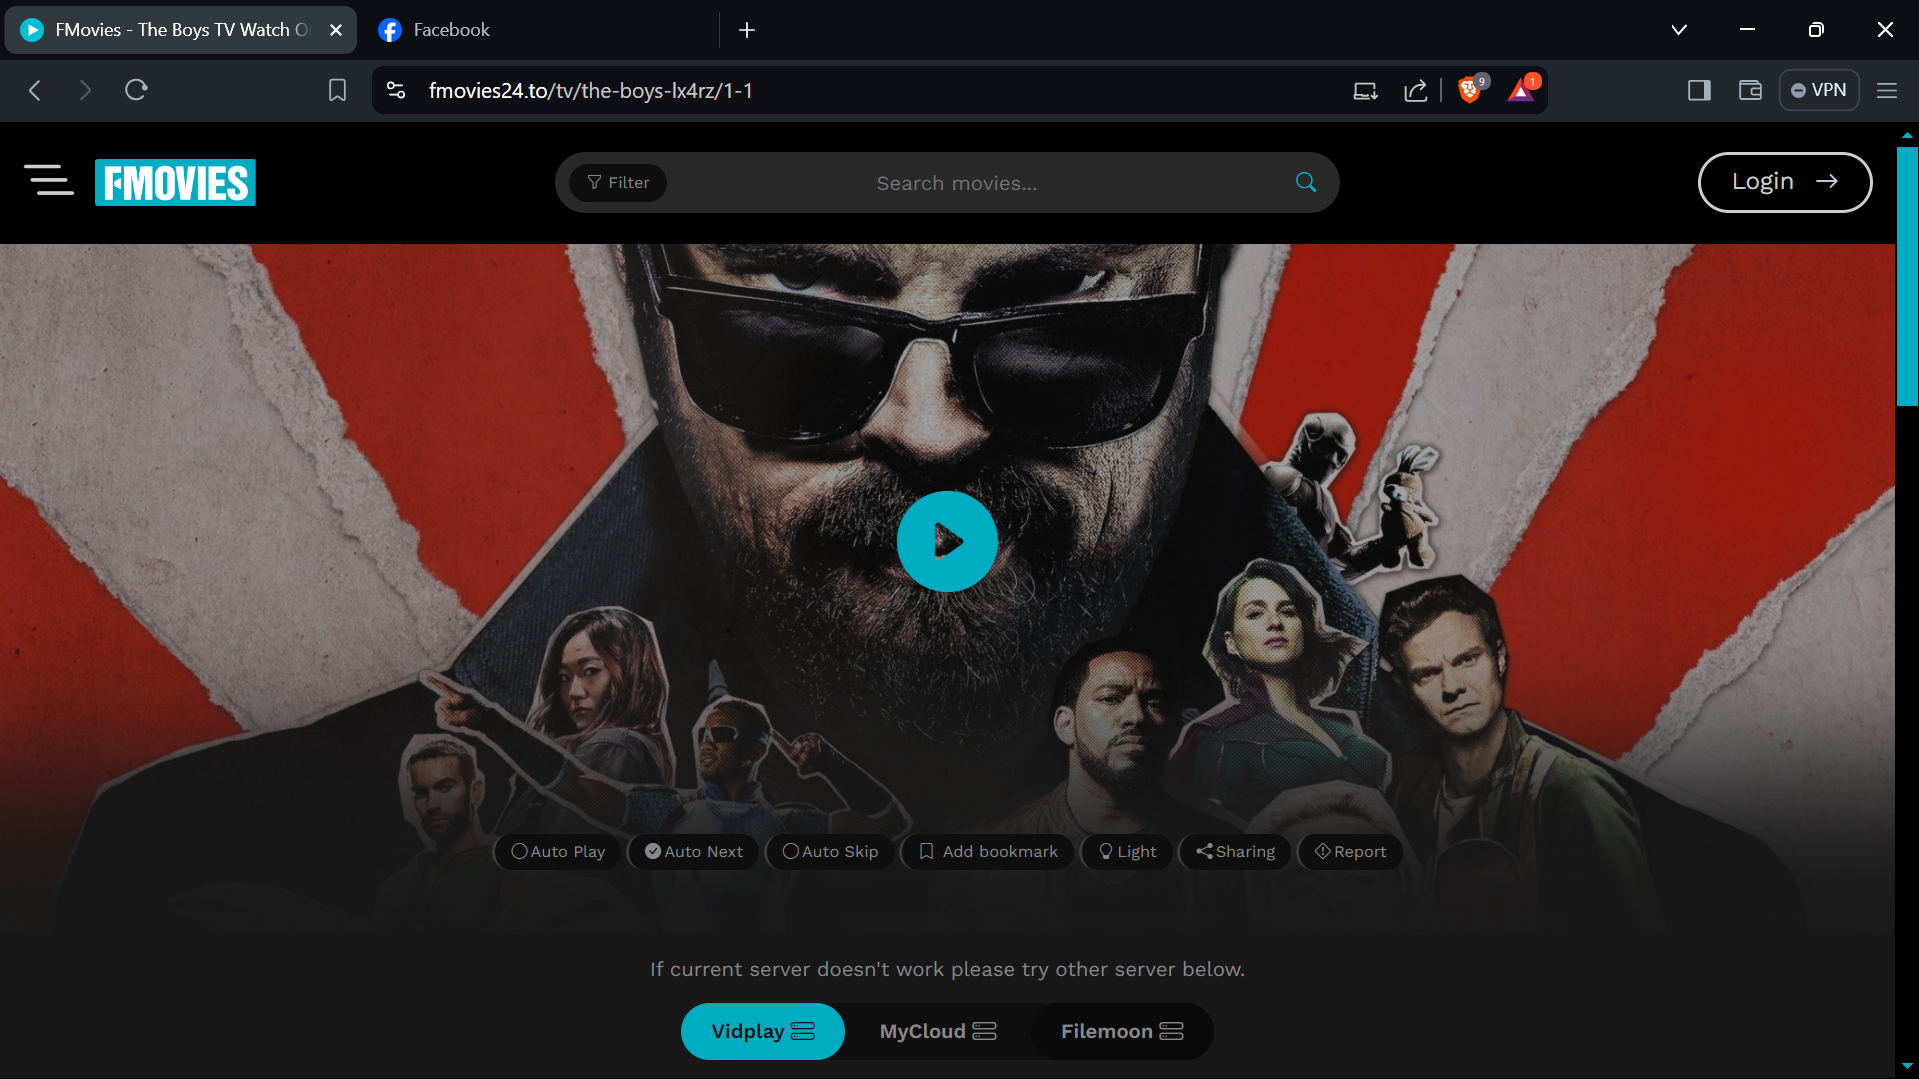 FMovies - The Boys TV Watch O
Facebook
fmovies24.to/tv/the-boys-lx4rz/1-1
9
1
VPN
FMOVIES
Filter
Search movies...
Login
Auto Play
Auto Next
Auto Skip
Add bookmark
Light
Sharing
Report
If current server doesn't work please try other server below.
Vidplay
MyCloud
Filemoon